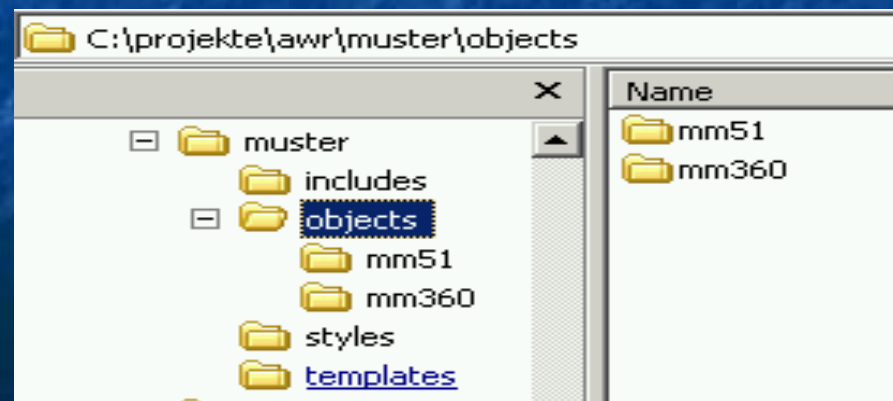 C:\projekte\awr\muster\objects
muster
includes
objects
mm51
mm360
styles
templates
Name
mm51
mm360